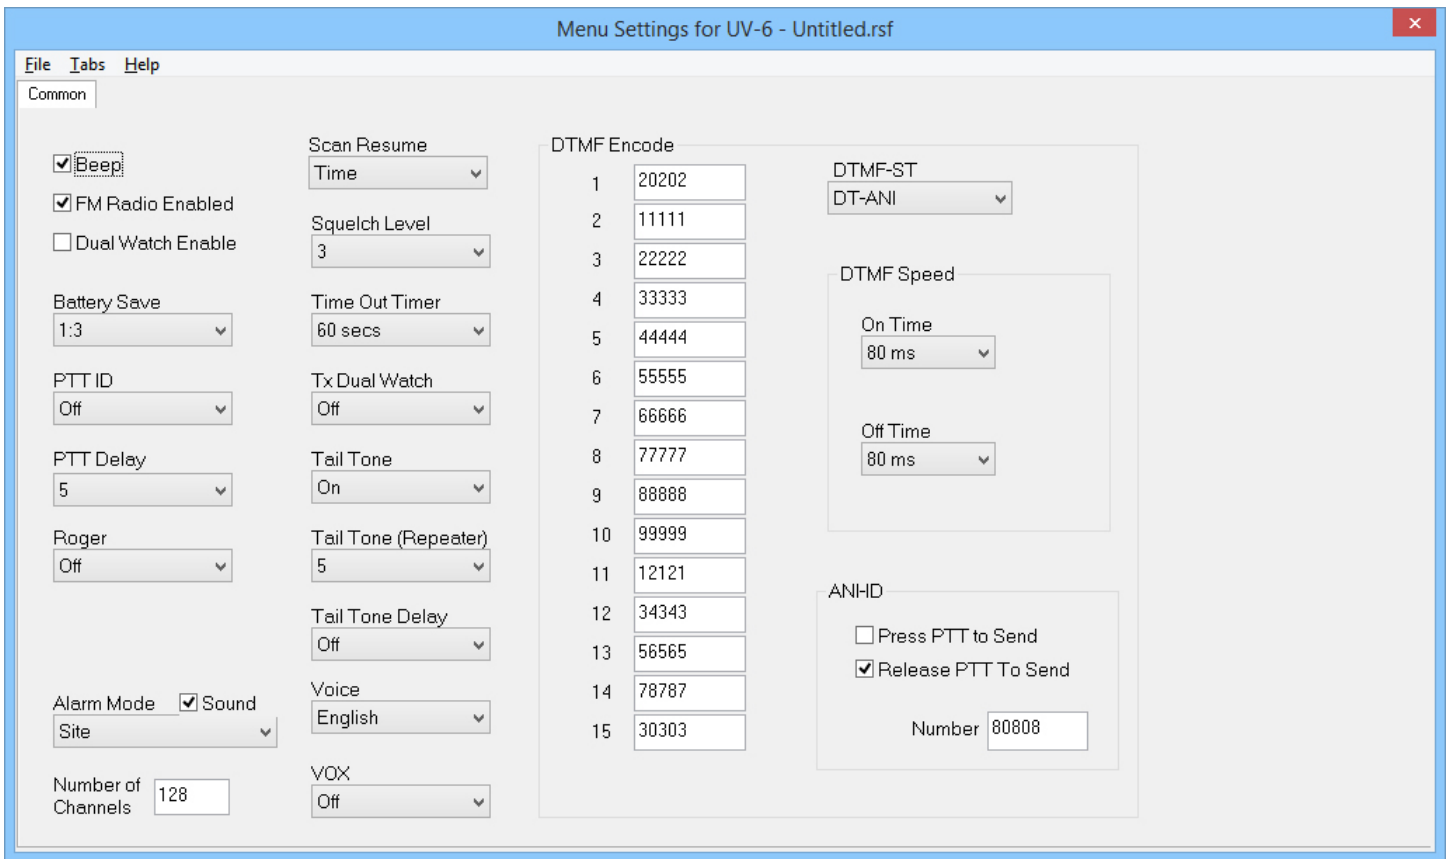 Menu Settings for UV-6 - Untitled.rsf
File Tabs Help
Common
Beep
FM Radio Enabled
Dual Watch Enable
Battery Save
1:3
PTT ID
Off
PTT Delay
5
Roger
Off
Alarm Mode Sound
Site
Number of
Channels
128
Scan Resume
Time
Squelch Level
3
Time Out Timer
60 secs
Tx Dual Watch
Off
Tail Tone
On
Tail Tone (Repeater)
5
Tail Tone Delay
Off
Voice
English
VOX
Off
DTMF Encode
1 20202
2 11111
3 22222
4 33333
5 44444
6 55555
7 66666
8 77777
9 88888
10 99999
11 12121
12 34343
13 56565
14 78787
15 30303
DTMF-ST
DT-ANI
DTMF Speed
On Time
80 ms
Off Time
80 ms
ANI-ID
Press PTT to Send
Release PTT To Send
Number 80808